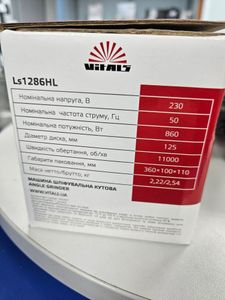 VITALS
Ls1286HL
Номінальна напруга, В 230
Номінальна частота струму, Гц 50
Номінальна потужність, Вт 860
Діаметр диска, мм 125
Швидкість обертання, об/хв 11000
Габарити паковання, мм 360×100×110
Маса нетто/брутто, кг 2,22/2,54
МАШИНА ШЛІФУВАЛЬНА КУТОВА
ANGLE GRINDER
WWW.VITALS.UA